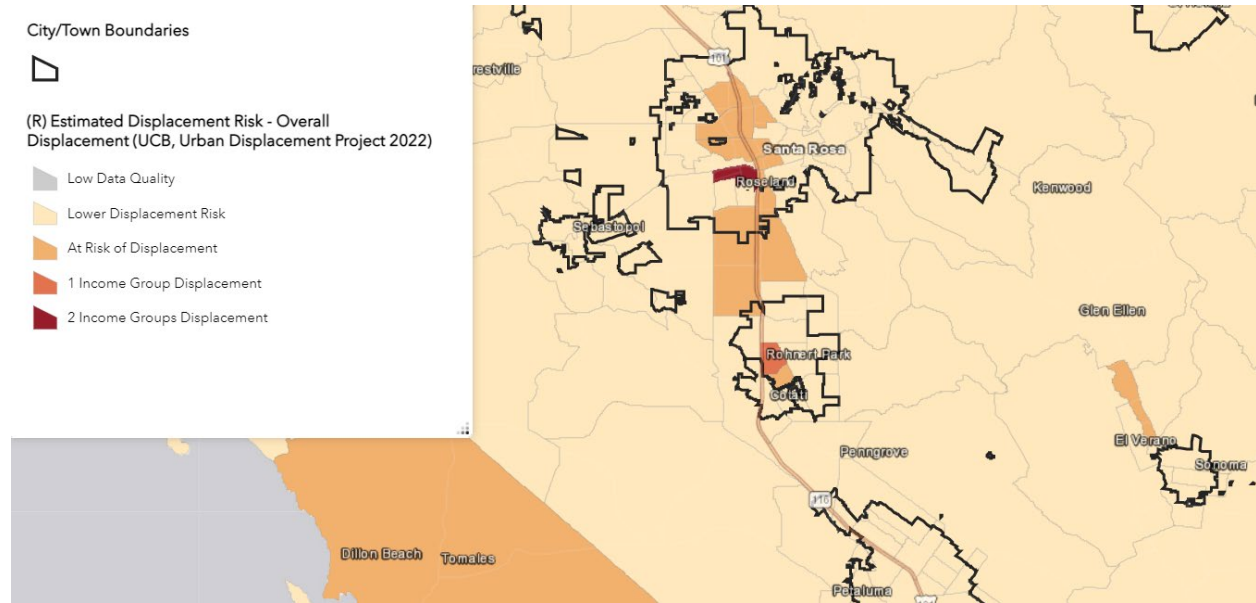 City/Town Boundaries
(R) Estimated Displacement Risk - Overall
Displacement (UCB, Urban Displacement Project 2022)
Low Data Quality
Lower Displacement Risk
At Risk of Displacement
1 Income Group Displacement
2 Income Groups Displacement
restville
101
Santa Rosa
Roseland
Kenwood
Sebastopol
Glen Ellen
Rohnert Park
Cotati
El Verano
Sonoma
Penngrove
116
Dillon Beach
Tomales
Petaluma